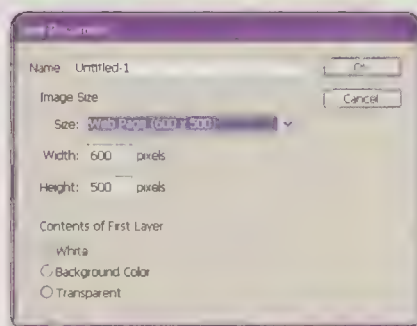 Name Untitled-1
OK
Image Size
Cancel
Size: Web Page (600 x 500)
Width: 600 pixels
Height: 500 pixels
Contents of First Layer
White
Background Color
Transparent